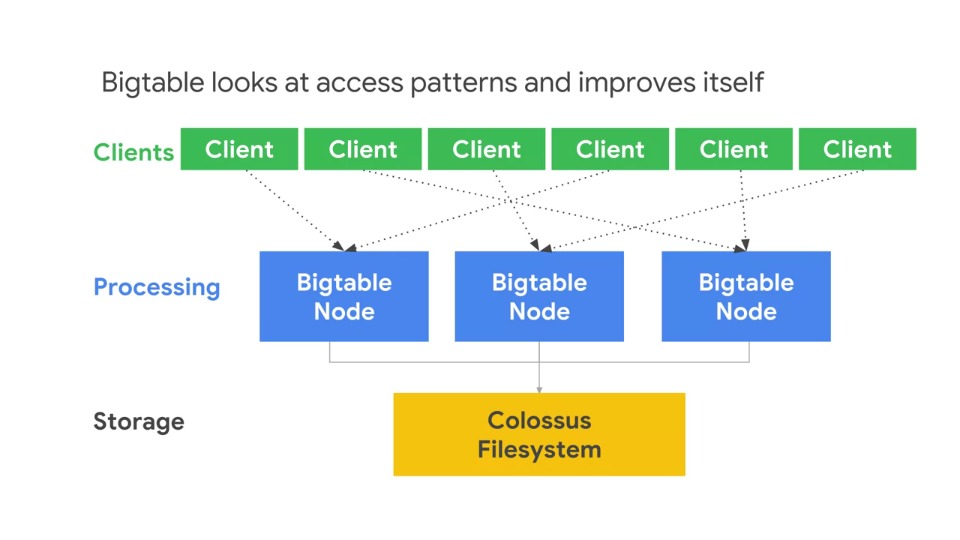 Bigtable looks at access patterns and improves itself
Clients
Client
Client
Client
Client
Client
Client
Processing
Bigtable
Node
Bigtable
Node
Bigtable
Node
Storage
Colossus
Filesystem